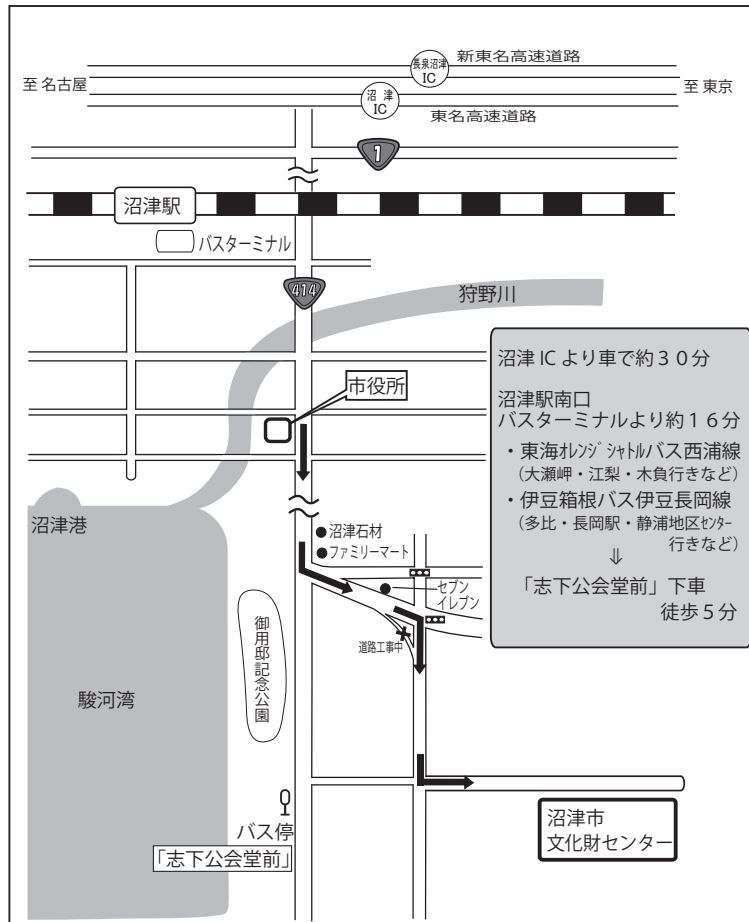 新東名高速道路
長泉沼津
IC
至 名古屋
至 東京
沼 津
IC
東名高速道路
1
沼津駅
バスターミナル
414
狩野川
市役所
沼津 IC より車で約３０分
沼津駅南口
バスターミナルより約１６分
・東海ｵﾚﾝｼﾞｼｬﾄﾙバス西浦線
（大瀬岬・江梨・木負行きなど）
・伊豆箱根バス伊豆長岡線
（多比・長岡駅・静浦地区ｾﾝﾀｰ
行きなど）
⇓
「志下公会堂前」下車
徒歩５分
沼津港
●沼津石材
●ファミリーマート
セブン
イレブン
道路工事中
御用邸記念公園
駿河湾
バス停
「志下公会堂前」
沼津市
文化財センター